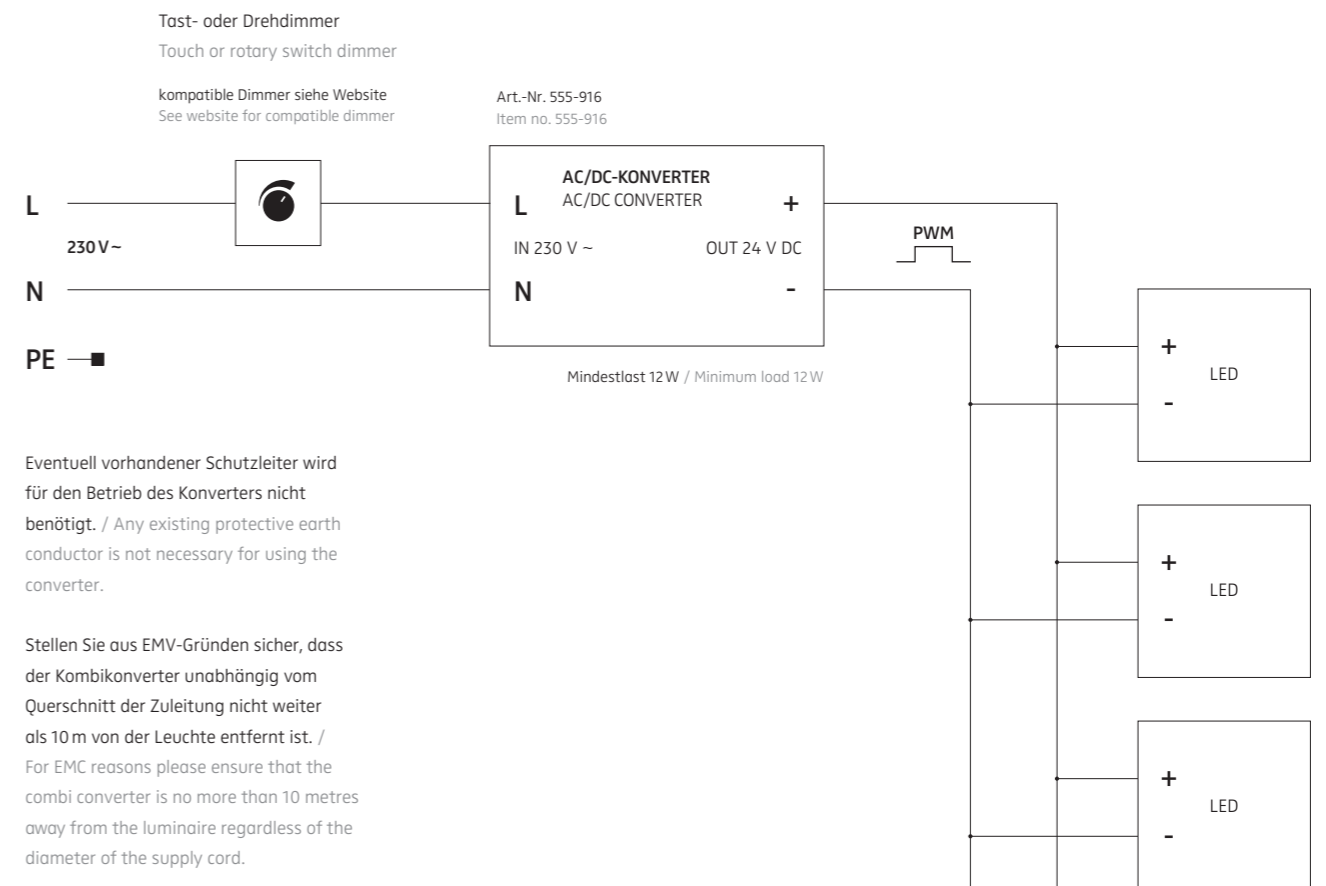 Tast- oder Drehdimmer
Touch or rotary switch dimmer
kompatible Dimmer siehe Website
See website for compatible dimmer
Art.-Nr. 555-916
Item no. 555-916
AC/DC-KONVERTER
AC/DC CONVERTER
L
L
+
230 V ~
IN 230 V ~
OUT 24 V DC
PWM
N
N
-
PE
Mindestlast 12 W / Minimum load 12 W
+
LED
-
Eventuell vorhandener Schutzleiter wird
für den Betrieb des Konverters nicht
benötigt. / Any existing protective earth
conductor is not necessary for using the
converter.
+
LED
-
Stellen Sie aus EMV-Gründen sicher, dass
der Kombikonverter unabhängig vom
Querschnitt der Zuleitung nicht weiter
als 10 m von der Leuchte entfernt ist. /
For EMC reasons please ensure that the
combi converter is no more than 10 metres
away from the luminaire regardless of the
diameter of the supply cord.
+
LED
-